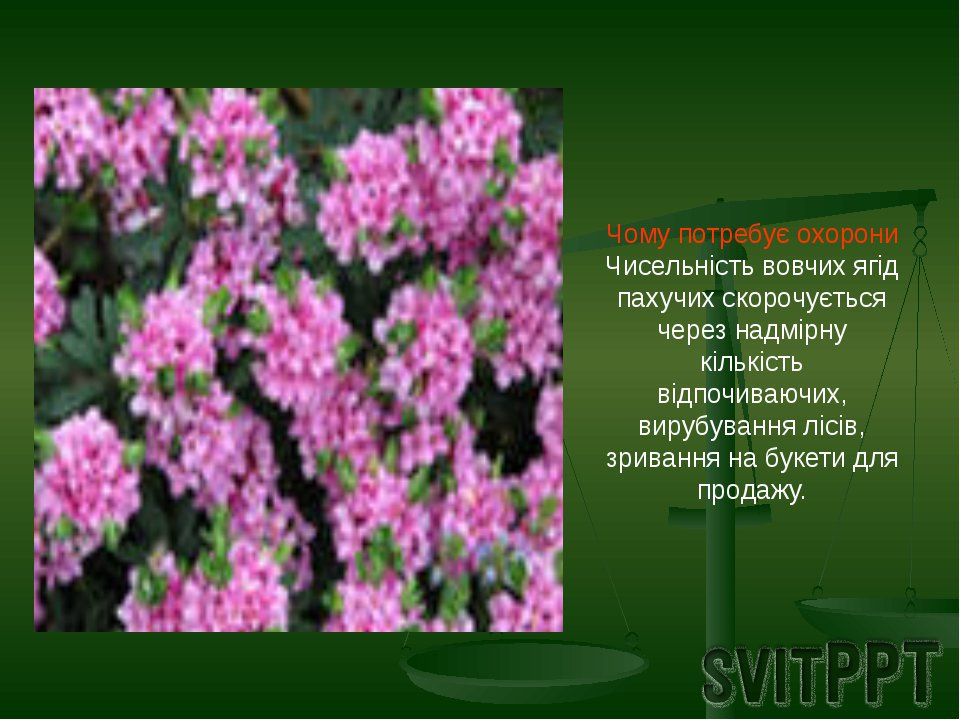 Чому потребує охорони
Чисельність вовчих ягід
пахучих скорочується
через надмірну
кількість
відпочиваючих,
вирубування лісів,
зривання на букети для
продажу.
SVITPPT